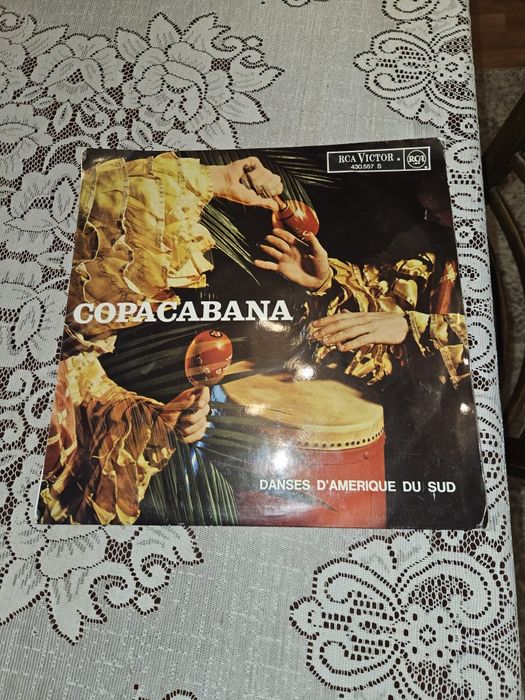 RCA VICTOR
RCA
430.557 S
COPACABANA
DANSES D'AMERIQUE DU SUD